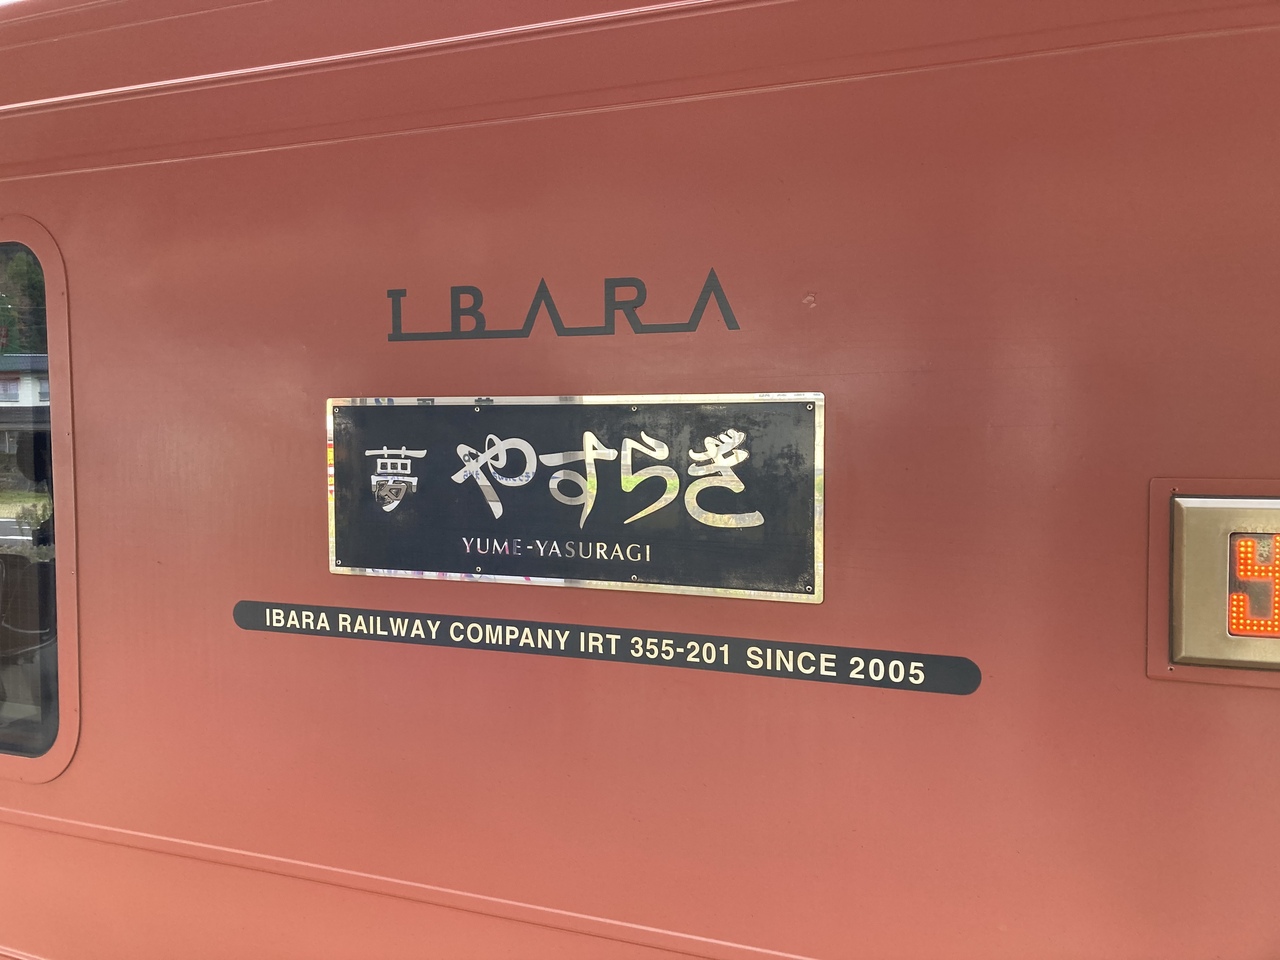 IBARA
夢やすらぎ
YUME-YASURAGI
IBARA RAILWAY COMPANY IRT 355-201 SINCE 2005